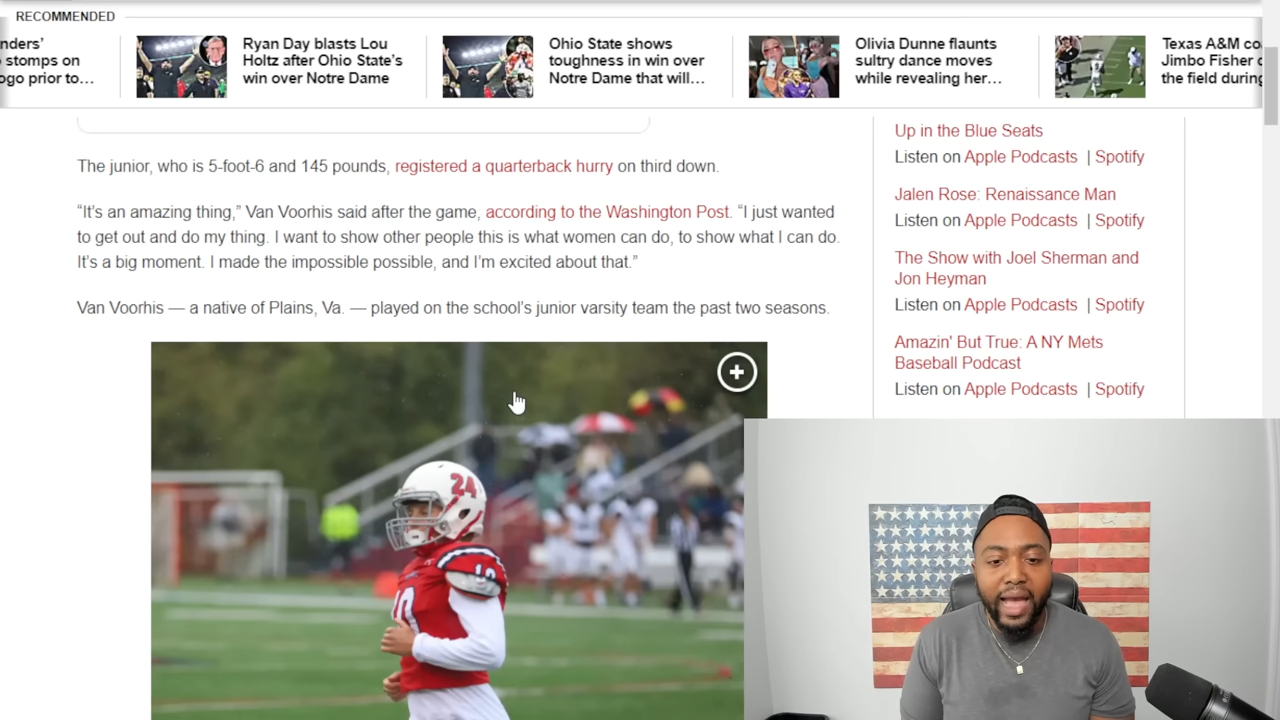 RECOMMENDED
nders'
stomps on
ogo prior to...
Ryan Day blasts Lou
Holtz after Ohio State's
win over Notre Dame
Ohio State shows
toughness in win over
Notre Dame that will...
Olivia Dunne flaunts
sultry dance moves
while revealing her...
Texas A&M co
Jimbo Fisher
the field during
The junior, who is 5-foot-6 and 145 pounds, registered a quarterback hurry on third down.
“It’s an amazing thing,” Van Voorhis said after the game, according to the Washington Post. “I just wanted
to get out and do my thing. I want to show other people this is what women can do, to show what I can do.
It’s a big moment. I made the impossible possible, and I’m excited about that.”
Van Voorhis — a native of Plains, Va. — played on the school’s junior varsity team the past two seasons.
24
10
Up in the Blue Seats
Listen on Apple Podcasts | Spotify
Jalen Rose: Renaissance Man
Listen on Apple Podcasts | Spotify
The Show with Joel Sherman and
Jon Heyman
Listen on Apple Podcasts | Spotify
Amazin' But True: A NY Mets
Baseball Podcast
Listen on Apple Podcasts | Spotify